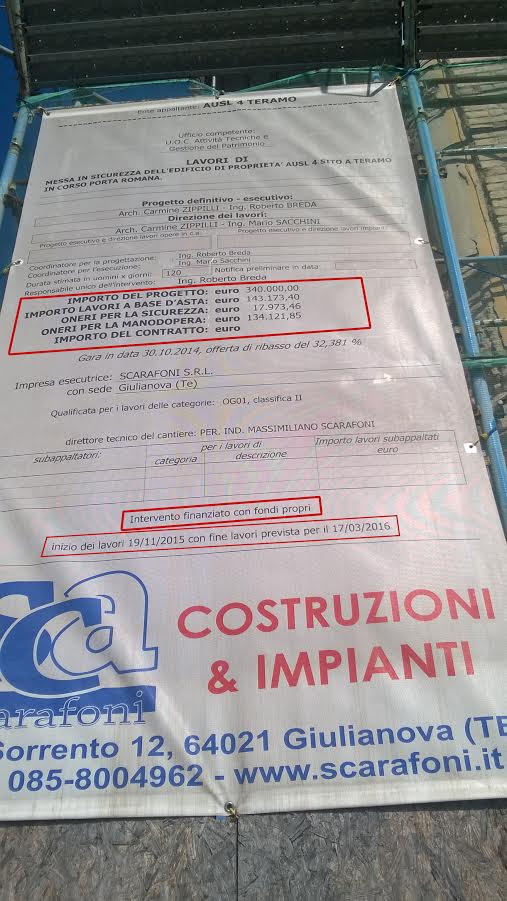 Ente appaltante: AUSL 4 TERAMO
Ufficio competente:
U.O.C. Attività Tecniche e
Gestione del Patrimonio
LAVORI DI
MESSA IN SICUREZZA DELL'EDIFICIO DI PROPRIETA' AUSL 4 SITO A TERAMO
IN CORSO PORTA ROMANA.
Progetto definitivo - esecutivo:
Arch. Carmine ZIPPILLI - Ing. Roberto BREDA
Direzione dei lavori:
Arch. Carmine ZIPPILLI - Ing. Mario SACCHINI
Progetto esecutivo e direzione lavori opere in c.a. Progetto esecutivo e direzione lavori impianti
Coordinatore per la progettazione: Ing. Roberto Breda
Coordinatore per l'esecuzione: Ing. Mario Sacchini
Durata stimata in uomini x giorni: 120 Notifica preliminare in data:
Responsabile unico dell'intervento: Ing. Roberto Breda
IMPORTO DEL PROGETTO: euro 340.000,00
IMPORTO LAVORI A BASE D'ASTA: euro 143.173,40
ONERI PER LA SICUREZZA: euro 17.973,46
ONERI PER LA MANODOPERA: euro 134.121,85
IMPORTO DEL CONTRATTO: euro
Gara in data 30.10.2014, offerta di ribasso del 32,381 %
Impresa esecutrice: SCARAFONI S.R.L.
con sede Giulianova (Te)
Qualificata per i lavori delle categorie: OG01, classifica II
direttore tecnico del cantiere: PER. IND. MASSIMILIANO SCARAFONI
subappaltatori: per i lavori di Importo lavori subappaltati
categoria descrizione euro
Intervento finanziato con fondi propri
inizio dei lavori 19/11/2015 con fine lavori prevista per il 17/03/2016
sca
carafoni
COSTRUZIONI
& IMPIANTI
Sorrento 12, 64021 Giulianova (TE
085-8004962 - www.scarafoni.it